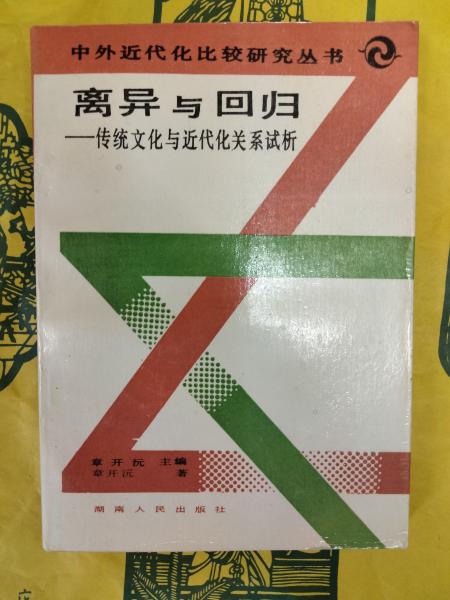 中外近代化比较研究丛书
离异与回归
——传统文化与近代化关系试析
章开沅 主编
章开沅 著
湖南人民出版社